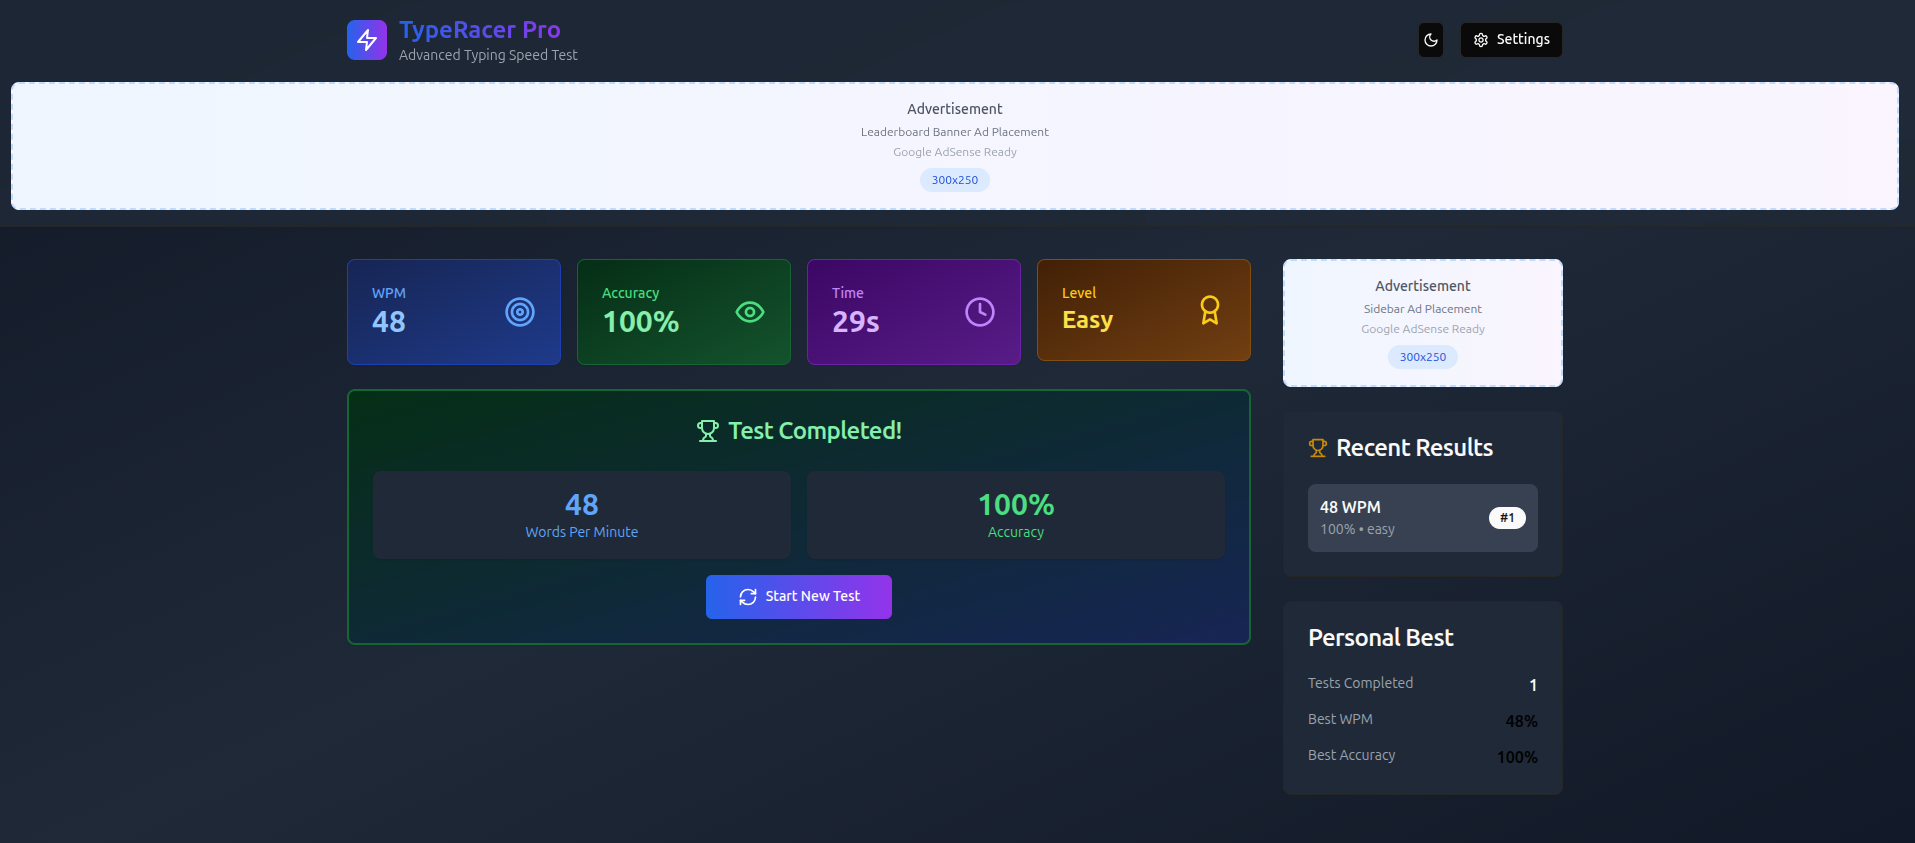 TypeRacer Pro
Advanced Typing Speed Test
Settings
Advertisement
Leaderboard Banner Ad Placement
Google AdSense Ready
300x250
WPM
48
Accuracy
100%
Time
29s
Level
Easy
Test Completed!
48
Words Per Minute
100%
Accuracy
Start New Test
Advertisement
Sidebar Ad Placement
Google AdSense Ready
300x250
Recent Results
48 WPM
100% • easy
#1
Personal Best
Tests Completed 1
Best WPM 48%
Best Accuracy 100%